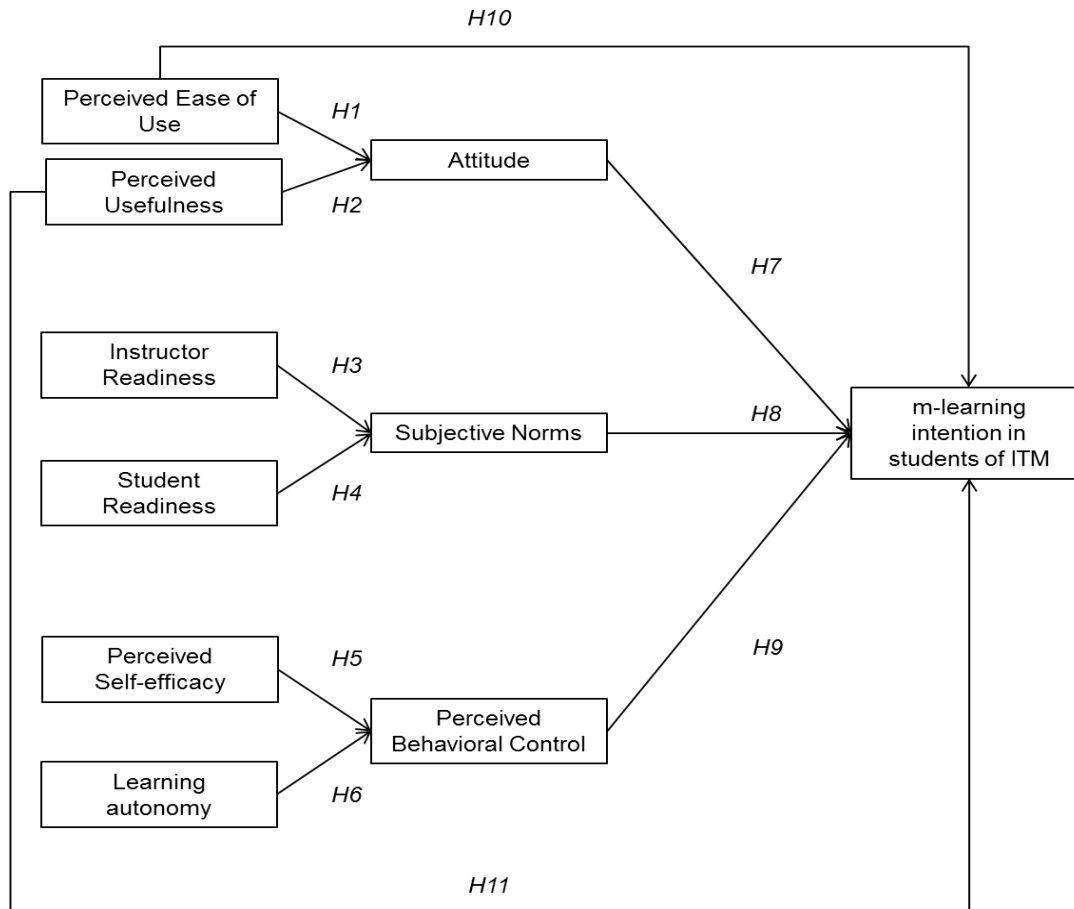 H10
Perceived Ease of
Use
H1
Attitude
Perceived
Usefulness
H2
H7
Instructor
Readiness
H3
Subjective Norms
H8
m-learning
intention in
students of ITM
Student
Readiness
H4
Perceived
Self-efficacy
H5
H9
Perceived
Behavioral Control
Learning
autonomy
H6
H11